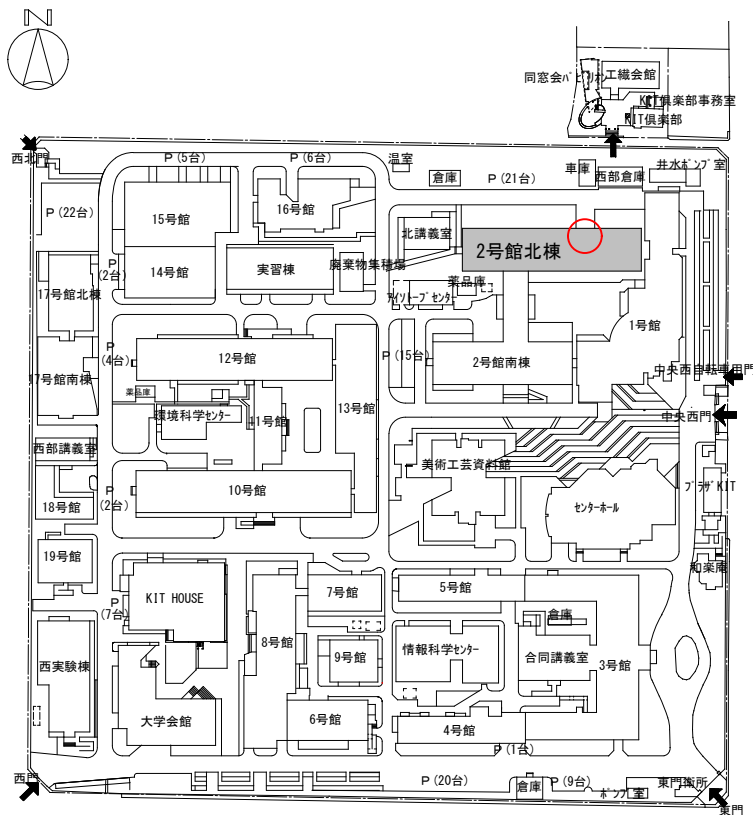 N
同窓会パビリオン
工繊会館
KIT倶楽部事務室
KIT倶楽部
西北門
P (5台)
P (6台)
温室
倉庫
P (21台)
車庫
西部倉庫
井水ポンプ室
P (22台)
15号館
16号館
北講義室
2号館北棟
P
(2台)
14号館
実習棟
廃棄物集積場
17号館北棟
薬品庫
アイソトープセンター
1号館
P
(4台)
12号館
P (15台)
2号館南棟
17号館南棟
中央西自転車専用門
薬品庫
環境科学センター
11号館
13号館
中央西門
西部講義室
美術工芸資料館
P
(2台)
10号館
センターホール
プラザKIT
18号館
19号館
和楽庵
KIT HOUSE
7号館
5号館
P
(7台)
倉庫
8号館
9号館
情報科学センター
合同講義室
3号館
西実験棟
大学会館
6号館
4号館
P (1台)
西門
P (20台)
倉庫
P (9台)
ポンプ室
東門衛所
東門